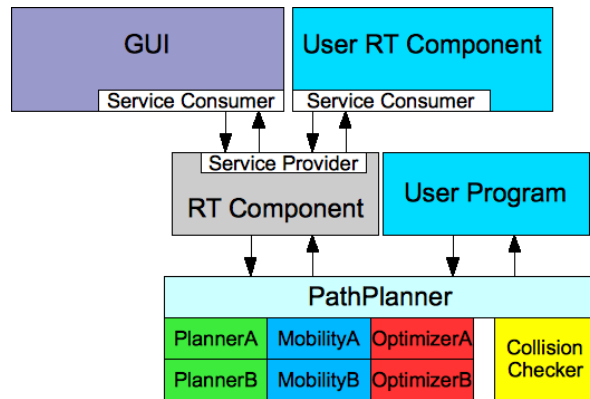 GUI
User RT Component
Service Consumer
Service Consumer
Service Provider
RT Component
User Program
PathPlanner
PlannerA
MobilityA
OptimizerA
Collision
Checker
PlannerB
MobilityB
OptimizerB